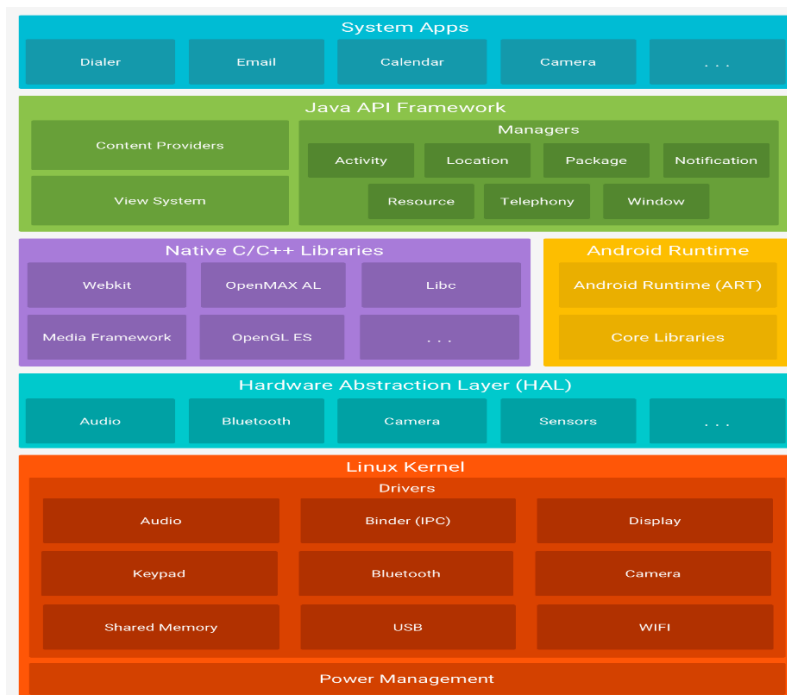 System Apps
Dialer
Email
Calendar
Camera
. . .
Java API Framework
Content Providers
View System
Managers
Activity
Location
Package
Notification
Resource
Telephony
Window
Native C/C++ Libraries
Webkit
OpenMAX AL
Libc
Media Framework
OpenGL ES
. . .
Android Runtime
Android Runtime (ART)
Core Libraries
Hardware Abstraction Layer (HAL)
Audio
Bluetooth
Camera
Sensors
. . .
Linux Kernel
Drivers
Audio
Binder (IPC)
Display
Keypad
Bluetooth
Camera
Shared Memory
USB
WIFI
Power Management